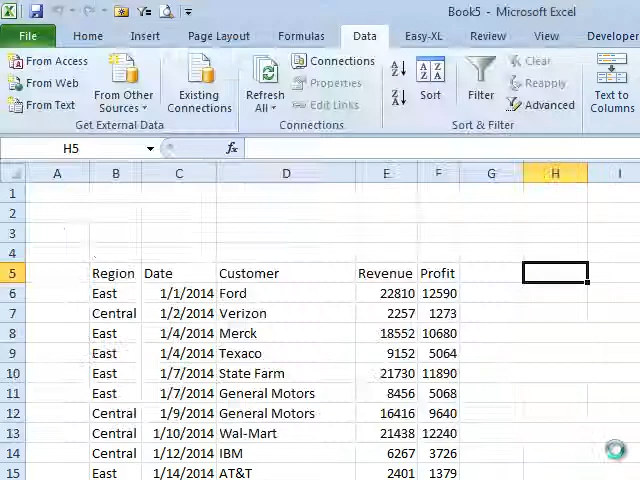 Book5 - Microsoft Excel
File Home Insert Page Layout Formulas Data Easy-XL Review View Developer
From Access
From Web
From Text
From Other Sources
Existing Connections
Get External Data
Refresh All
Connections
Properties
Edit Links
Connections
Sort
Filter
Clear
Reapply
Advanced
Sort & Filter
Text to Columns
H5 fx
A B C D E F G H I
1
2
3
4
5 Region Date Customer Revenue Profit
6 East 1/1/2014 Ford 22810 12590
7 Central 1/2/2014 Verizon 2257 1273
8 East 1/4/2014 Merck 18552 10680
9 East 1/4/2014 Texaco 9152 5064
10 East 1/7/2014 State Farm 21730 11890
11 East 1/7/2014 General Motors 8456 5068
12 Central 1/9/2014 General Motors 16416 9640
13 Central 1/10/2014 Wal-Mart 21438 12240
14 Central 1/12/2014 IBM 6267 3726
15 East 1/14/2014 AT&T 2401 1379